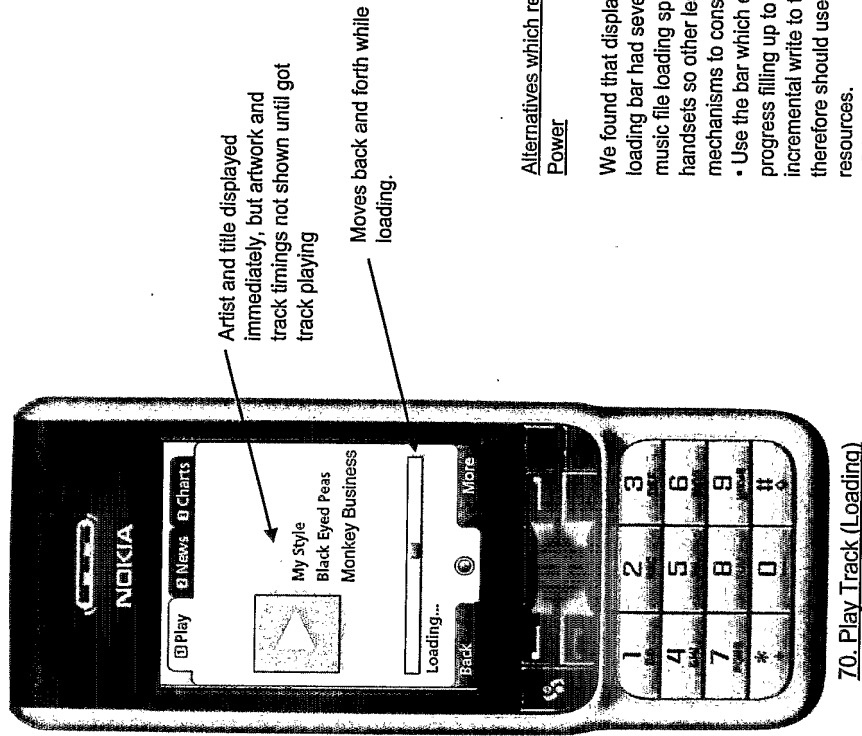 NOKIA
1 Play 2 News 3 Charts
My Style
Black Eyed Peas
Monkey Business
Loading...
Back More
1 2 3
4 5 6
7 8 9
* 0 #
Artist and title displayed
immediately, but artwork and
track timings not shown until got
track playing
Moves back and forth while
loading.
Alternatives which re
Power
We found that displa
loading bar had seve
music file loading sp
handsets so other le
mechanisms to cons
• Use the bar which e
progress filling up to
incremental write to t
therefore should use
resources.
70. Play Track (Loading)